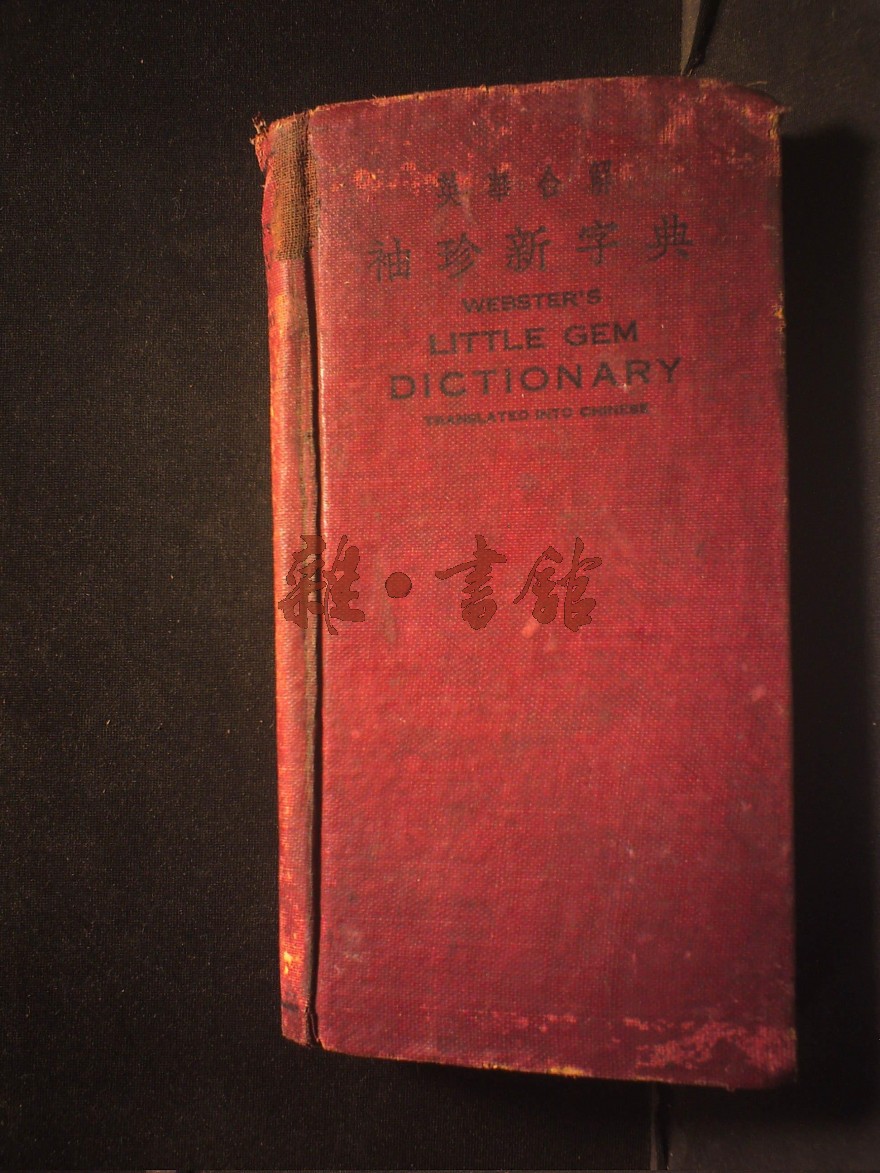 英華合解
袖珍新字典
WEBSTER'S
LITTLE GEM
DICTIONARY
TRANSLATED INTO CHINESE
雜·書館